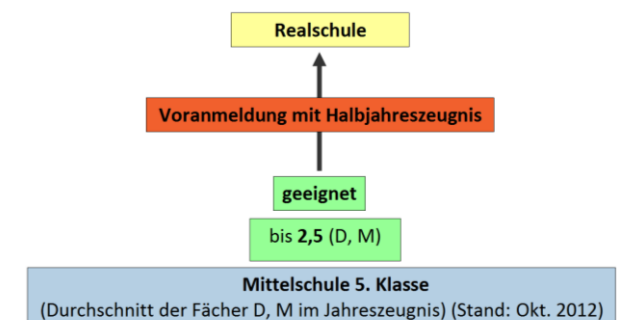 Realschule
Voranmeldung mit Halbjahreszeugnis
geeignet
bis 2,5 (D, M)
Mittelschule 5. Klasse
(Durchschnitt der Fächer D, M im Jahreszeugnis) (Stand: Okt. 2012)